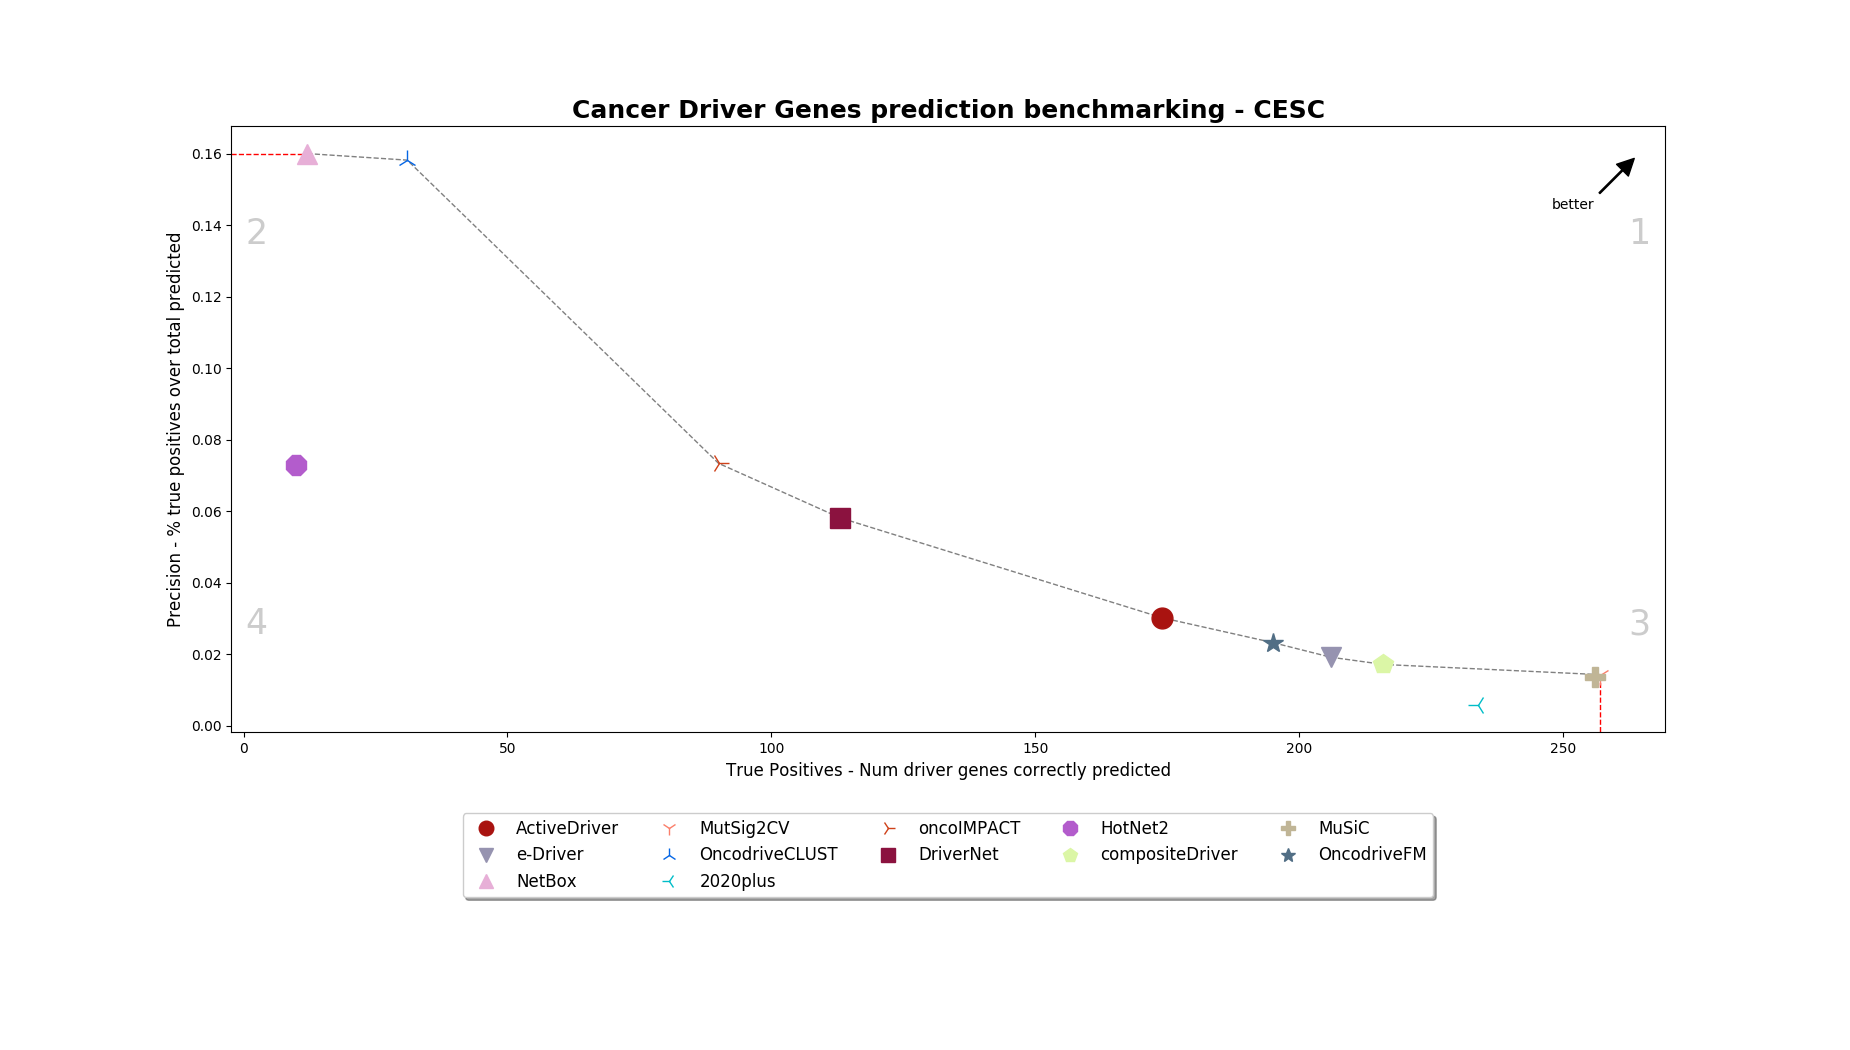 Cancer Driver Genes prediction benchmarking - CESC
Precision - % true positives over total predicted
0.16
0.14
0.12
0.10
0.08
0.06
0.04
0.02
0.00
2
1
4
3
better
0
50
100
150
200
250
True Positives - Num driver genes correctly predicted
ActiveDriver
MutSig2CV
oncoIMPACT
HotNet2
MuSiC
e-Driver
OncodriveCLUST
DriverNet
compositeDriver
OncodriveFM
NetBox
2020plus